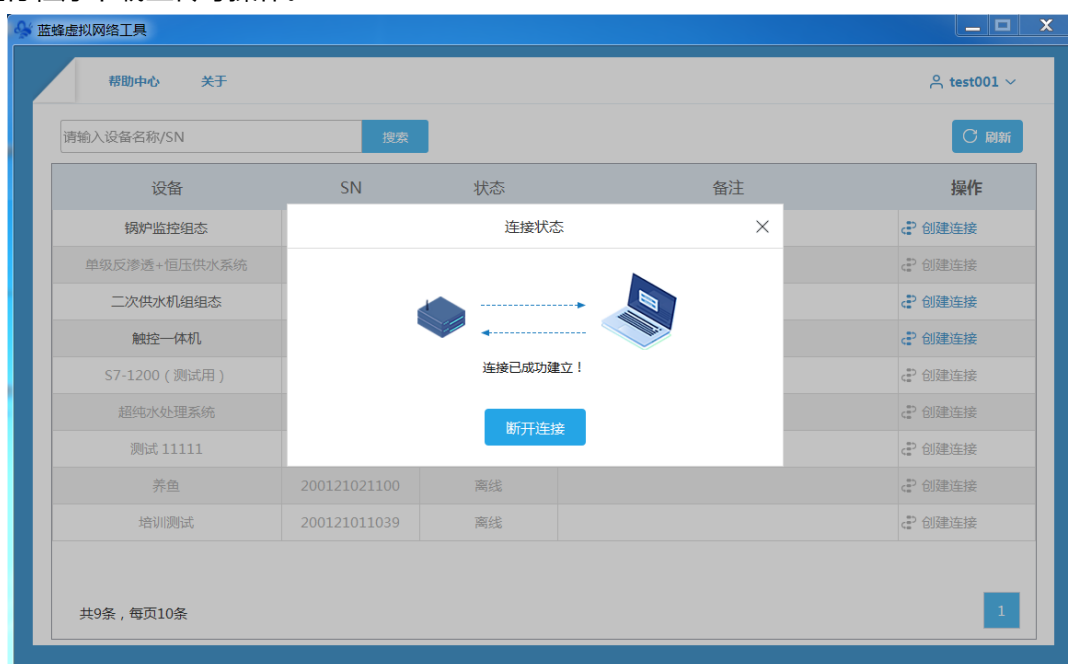 蓝蜂虚拟网络工具
帮助中心 关于 test001
请输入设备名称/SN 搜索 刷新
设备 SN 状态 备注 操作
锅炉监控组态 创建连接
单级反渗透+恒压供水系统 创建连接
二次供水机组组态 创建连接
触控一体机 创建连接
S7-1200（测试用） 创建连接
超纯水处理系统 创建连接
测试 11111 创建连接
养鱼 200121021100 离线 创建连接
培训测试 200121011039 离线 创建连接
连接状态
连接已成功建立！
断开连接
共9条，每页10条 1